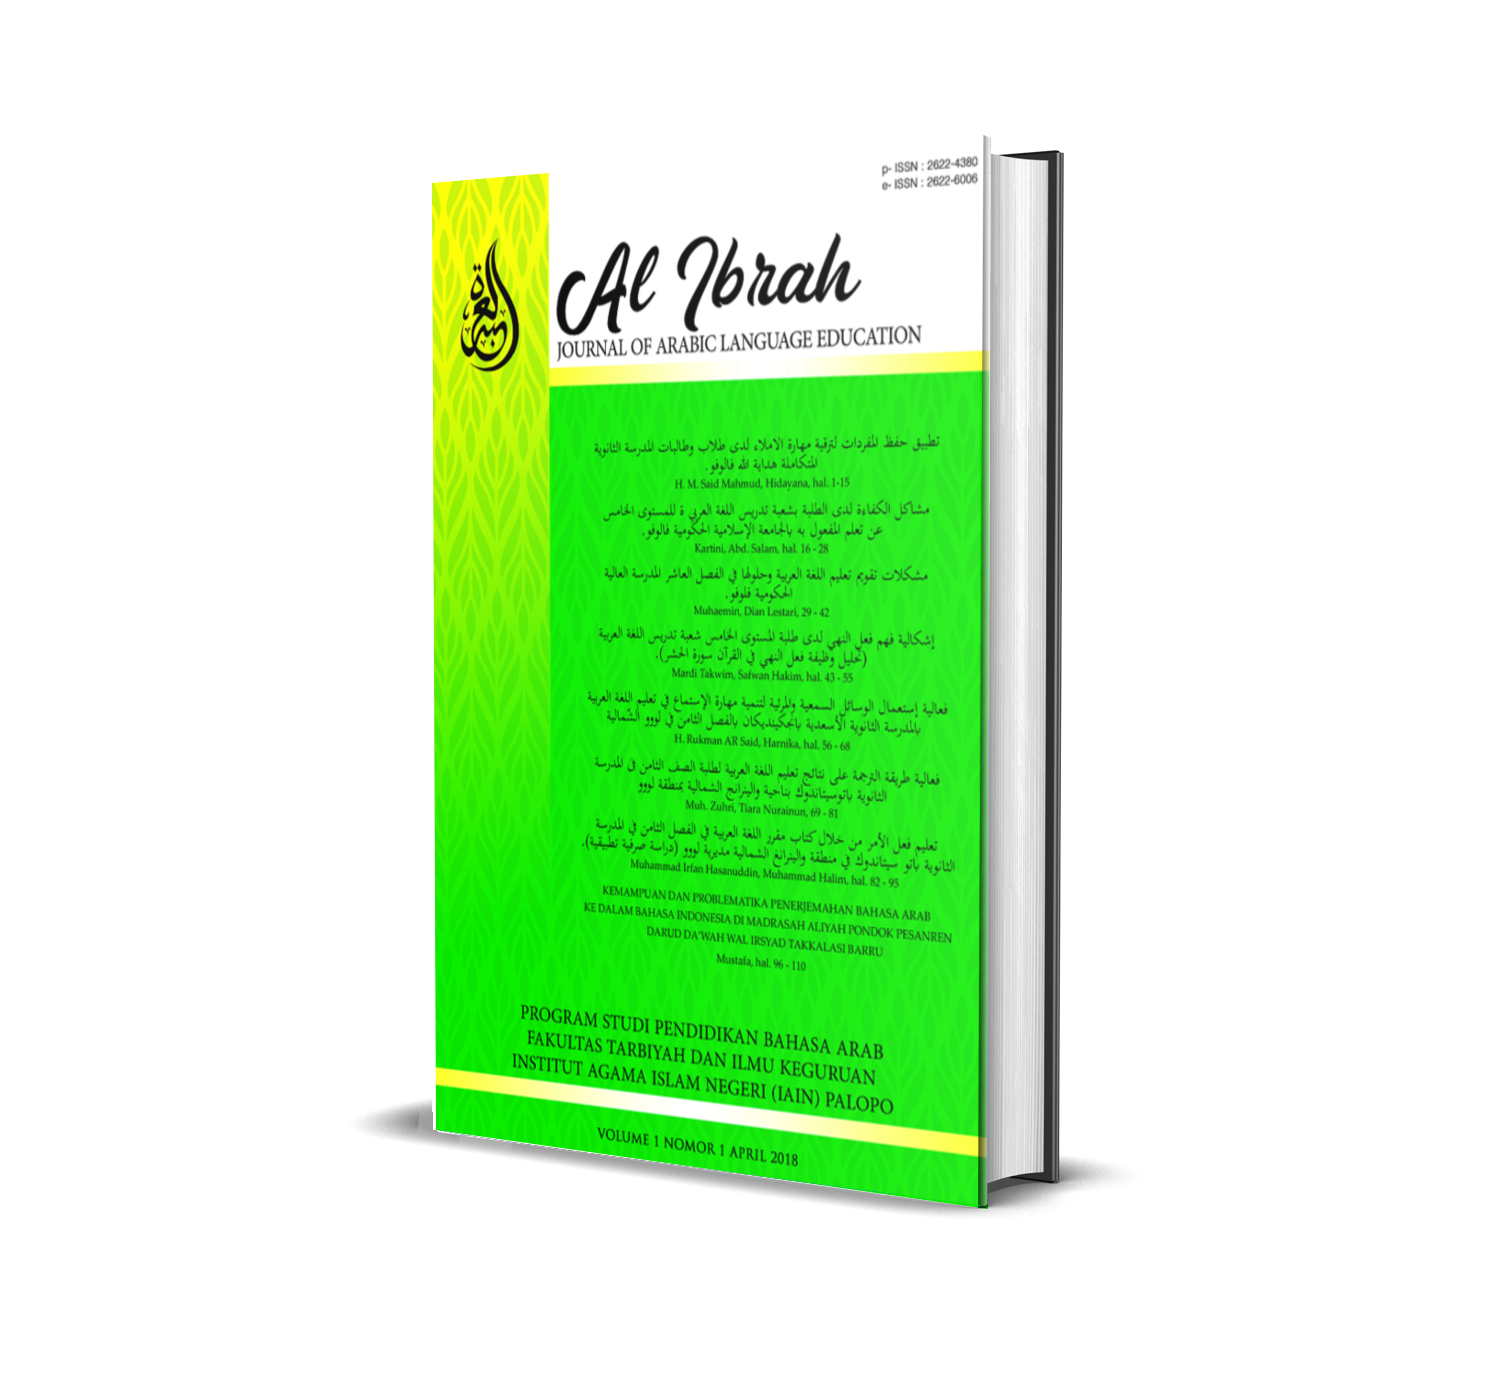 p- ISSN : 2622-4380
e- ISSN : 2622-6006
العبرة
Al Ibrah
JOURNAL OF ARABIC LANGUAGE EDUCATION
تطبيق حفظ المفردات لترقية مهارة الاملاء لدى طلاب وطالبات المدرسة الثانوية
المتكاملة هداية الله فالوفو.
H. M. Said Mahmud, Hidayana, hal. 1-15
مشاكل الكفاءة لدى الطلبة بشعبة تدريس اللغة العربي ة للمستوى الخامس
عن تعلم المفعول به بالجامعة الإسلامية الحكومية فالوفو.
Kartini, Abd. Salam, hal. 16 - 28
مشكلات تقويم تعليم اللغة العربية وحلولها في الفصل العاشر المدرسة العالية
الحكومية فلوفو.
Muhaemin, Dian Lestari, 29 - 42
إشكالية فهم فعل النهي لدى طلبة المستوى الخامس شعبة تدريس اللغة العربية
(تحليل وظيفة فعل النهي في القرآن سورة الحشر).
Mardi Takwim, Safwan Hakim, hal. 43 - 55
فعالية إستعمال الوسائل السمعية والمرئية لتنمية مهارة الإستماع في تعليم اللغة العربية
بالمدرسة الثانوية الأسعدية بانجكينديكان بالفصل الثامن في لووو الشمالية
H. Rukman AR Said, Harnika, hal. 56 - 68
فعالية طريقة الترجمة على نتائج تعليم اللغة العربية لطلبة الصف الثامن في المدرسة
الثانوية باتوسيتاندوك بناحية والينرانج الشمالية بمنطقة لووو
Muh. Zuhri, Tiara Nurainun, 69 - 81
تعليم فعل الأمر من خلال كتاب مقرر اللغة العربية في الفصل الثامن في المدرسة
الثانوية باتو سيتاندوك في منطقة والينرانغ الشمالية مديرية لووو (دراسة صرفية تطبيقية).
Muhammad Irfan Hasanuddin, Muhammad Halim, hal. 82 - 95
KEMAMPUAN DAN PROBLEMATIKA PENERJEMAHAN BAHASA ARAB
KE DALAM BAHASA INDONESIA DI MADRASAH ALIYAH PONDOK PESANREN
DARUD DA'WAH WAL IRSYAD TAKKALASI BARRU
Mustafa, hal. 96 - 110
PROGRAM STUDI PENDIDIKAN BAHASA ARAB
FAKULTAS TARBIYAH DAN ILMU KEGURUAN
INSTITUT AGAMA ISLAM NEGERI (IAIN) PALOPO
VOLUME 1 NOMOR 1 APRIL 2018